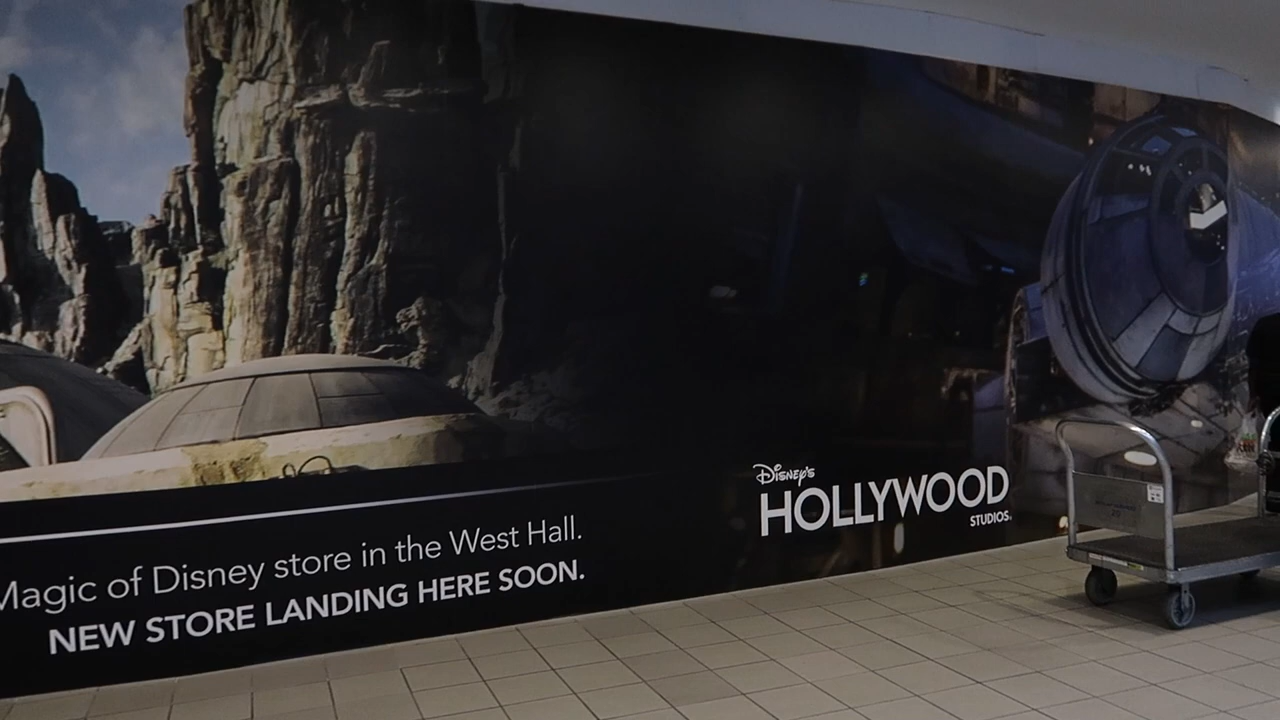 Magic of Disney store in the West Hall.
NEW STORE LANDING HERE SOON.
DISNEY'S
HOLLYWOOD
STUDIOS